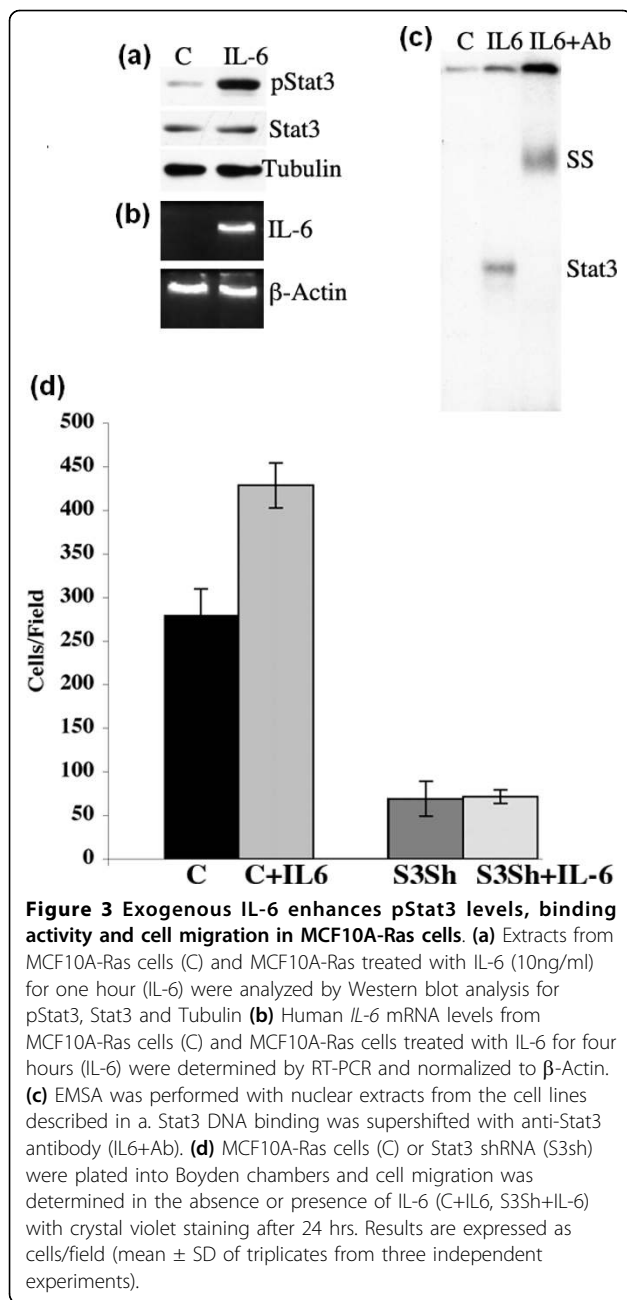 (a)
C IL-6
pStat3
Stat3
Tubulin
(b)
IL-6
β-Actin
(c)
C IL6 IL6+Ab
SS
Stat3
(d)
500
450
400
350
300
250
200
150
100
50
0
Cells/Field
C C+IL6 S3Sh S3Sh+IL-6
Figure 3 Exogenous IL-6 enhances pStat3 levels, binding
activity and cell migration in MCF10A-Ras cells. (a) Extracts from
MCF10A-Ras cells (C) and MCF10A-Ras treated with IL-6 (10ng/ml)
for one hour (IL-6) were analyzed by Western blot analysis for
pStat3, Stat3 and Tubulin (b) Human IL-6 mRNA levels from
MCF10A-Ras cells (C) and MCF10A-Ras cells treated with IL-6 for four
hours (IL-6) were determined by RT-PCR and normalized to β-Actin.
(c) EMSA was performed with nuclear extracts from the cell lines
described in a. Stat3 DNA binding was supershifted with anti-Stat3
antibody (IL6+Ab). (d) MCF10A-Ras cells (C) or Stat3 shRNA (S3sh)
were plated into Boyden chambers and cell migration was
determined in the absence or presence of IL-6 (C+IL6, S3Sh+IL-6)
with crystal violet staining after 24 hrs. Results are expressed as
cells/field (mean ± SD of triplicates from three independent
experiments).